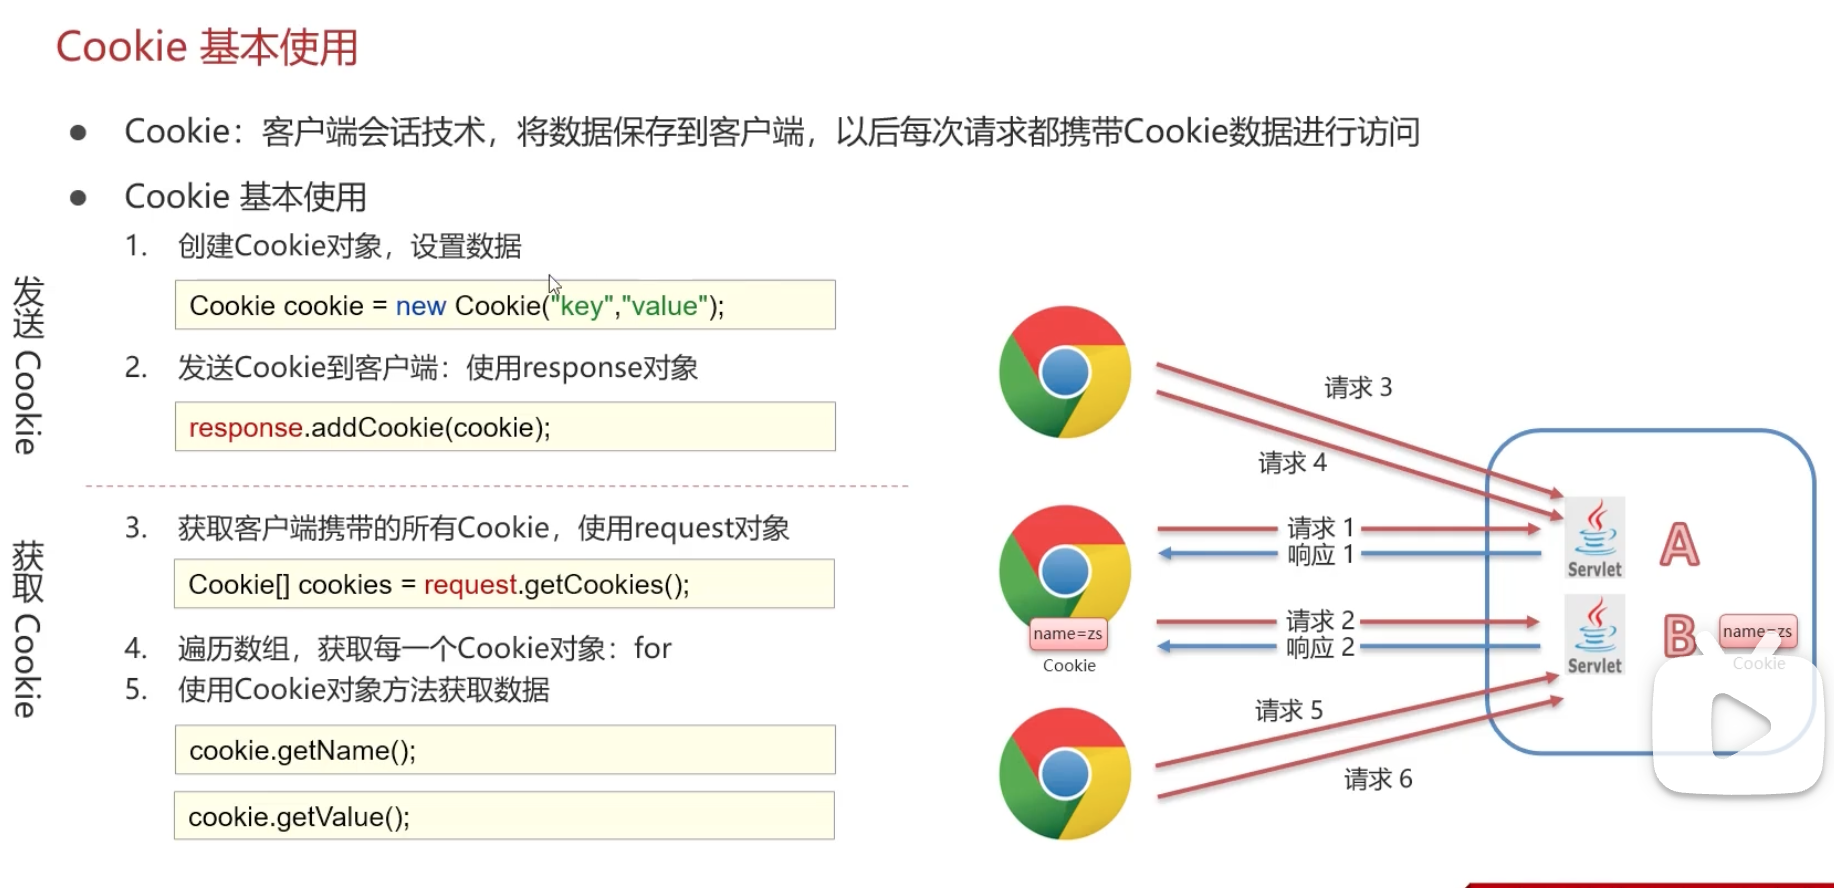 Cookie 基本使用
● Cookie：客户端会话技术，将数据保存到客户端，以后每次请求都携带Cookie数据进行访问
● Cookie 基本使用
发送 Cookie
1. 创建Cookie对象，设置数据
Cookie cookie = new Cookie("key","value");
2. 发送Cookie到客户端：使用response对象
response.addCookie(cookie);
获取 Cookie
3. 获取客户端携带的所有Cookie，使用request对象
Cookie[] cookies = request.getCookies();
4. 遍历数组，获取每一个Cookie对象：for
5. 使用Cookie对象方法获取数据
cookie.getName();
cookie.getValue();
请求 3
请求 4
请求 1
响应 1
Servlet
A
请求 2
响应 2
name=zs
Cookie
Servlet
B
name=zs
Cookie
请求 5
请求 6